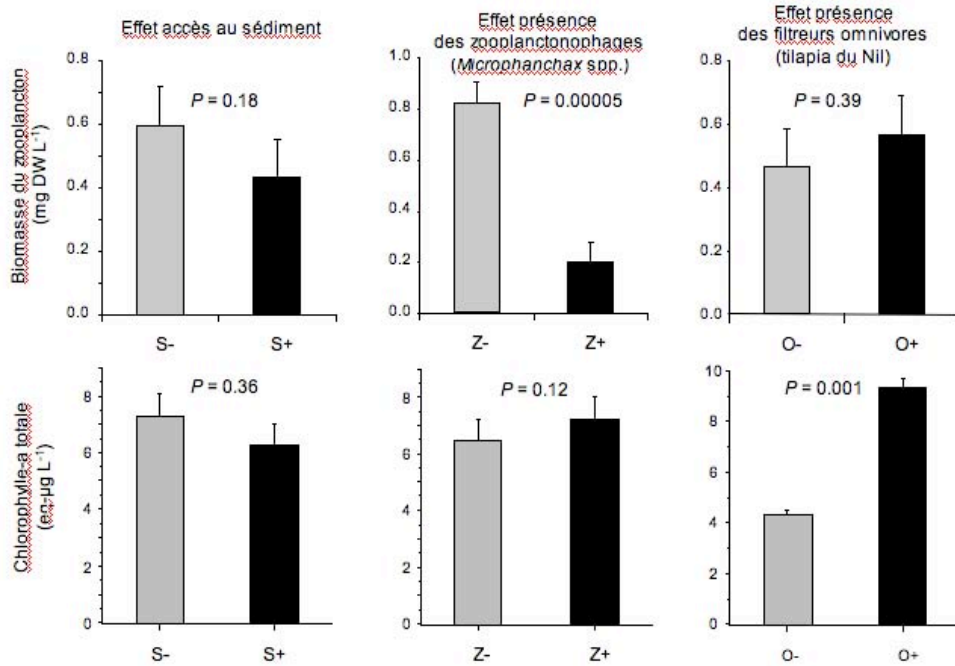 Effet accès au sédiment
Effet présence
des zooplanctonophages
(Microphanchax spp.)
Effet présence
des filtreurs omnivores
(tilapia du Nil)
Biomasse du zooplancton
(mg DW L-1)
0.8
0.6
0.4
0.2
0.0
P = 0.18
S-
S+
1.0
0.8
0.6
0.4
0.2
0.0
P = 0.00005
Z-
Z+
0.8
0.6
0.4
0.2
0.0
P = 0.39
O-
O+
Chlorophylle-a totale
(en-µg L-1)
8
6
4
2
0
P = 0.36
S-
S+
8
6
4
2
0
P = 0.12
Z-
Z+
10
8
6
4
2
0
P = 0.001
O-
O+